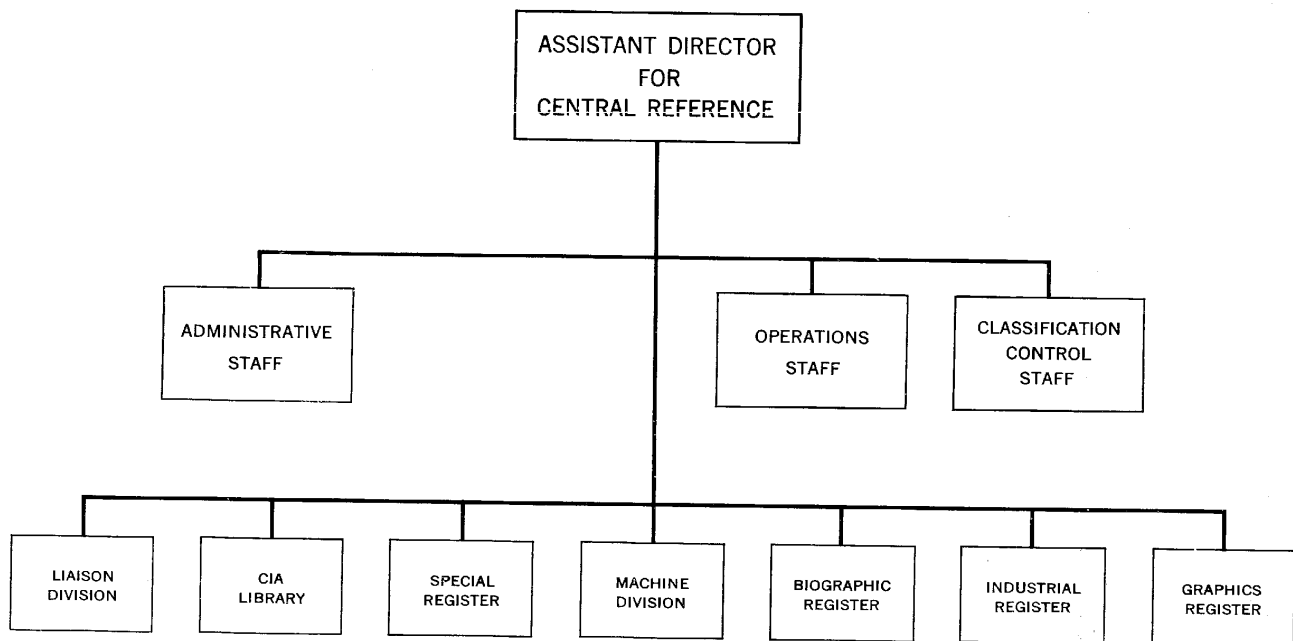 ASSISTANT DIRECTOR
FOR
CENTRAL REFERENCE
ADMINISTRATIVE
STAFF
OPERATIONS
STAFF
CLASSIFICATION
CONTROL
STAFF
LIAISON
DIVISION
CIA
LIBRARY
SPECIAL
REGISTER
MACHINE
DIVISION
BIOGRAPHIC
REGISTER
INDUSTRIAL
REGISTER
GRAPHICS
REGISTER